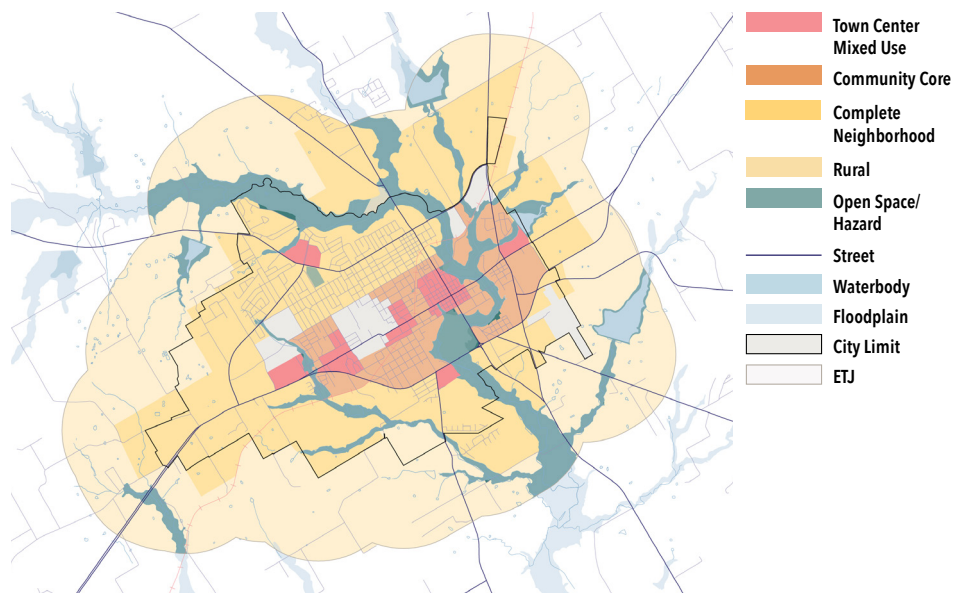 Town Center
Mixed Use
Community Core
Complete
Neighborhood
Rural
Open Space/
Hazard
Street
Waterbody
Floodplain
City Limit
ETJ